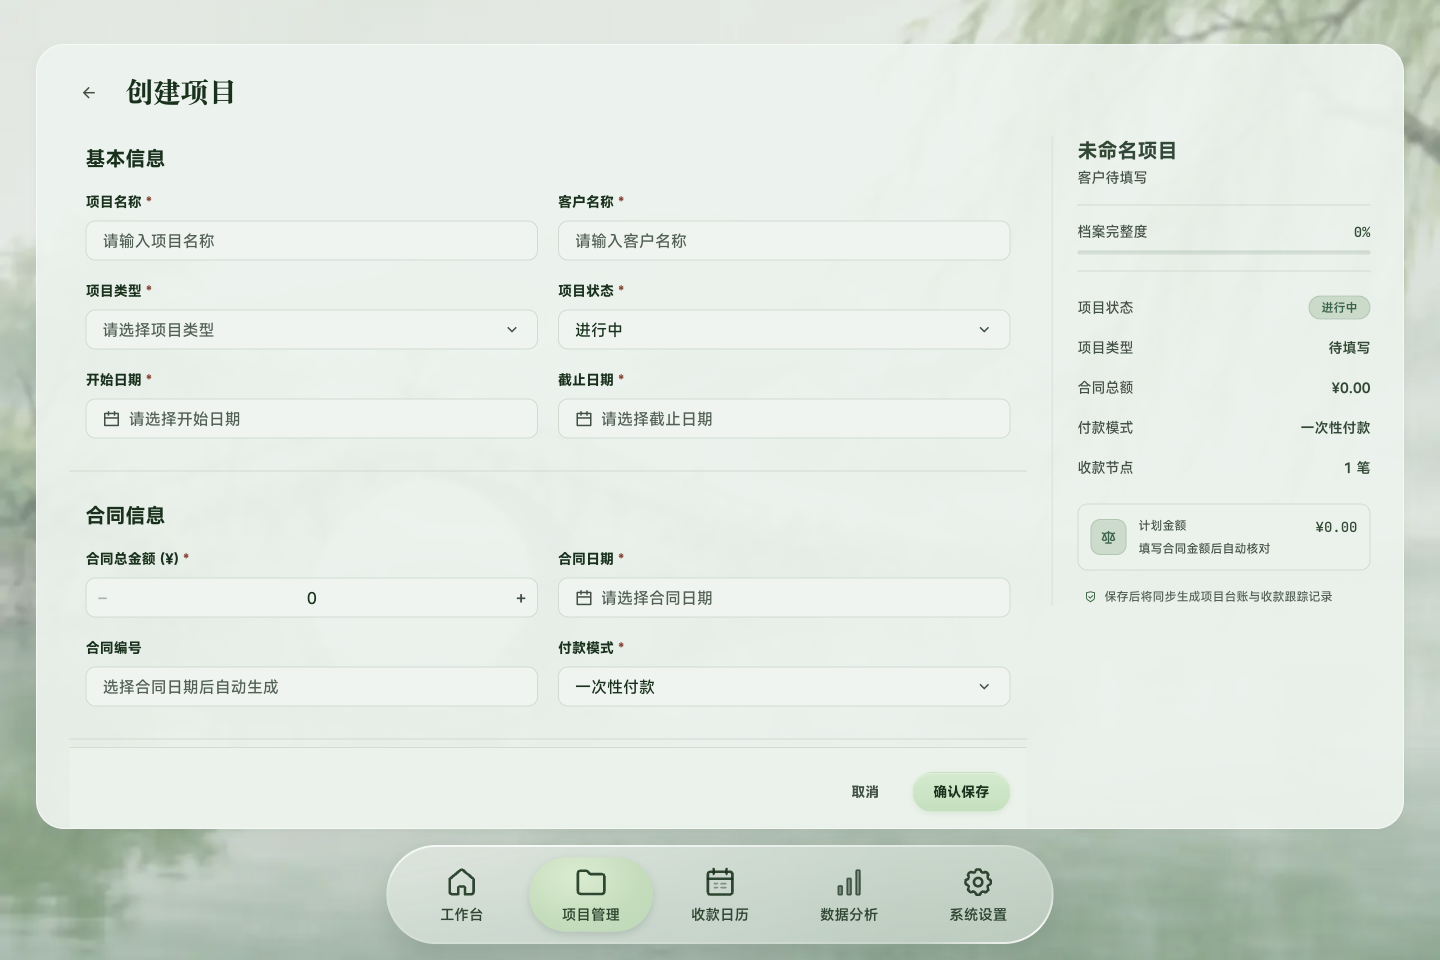 创建项目
基本信息
项目名称 *
客户名称 *
请输入项目名称
请输入客户名称
项目类型 *
项目状态 *
请选择项目类型
进行中
开始日期 *
截止日期 *
请选择开始日期
请选择截止日期
合同信息
合同总金额 (¥) *
合同日期 *
− 0 +
请选择合同日期
合同编号
付款模式 *
选择合同日期后自动生成
一次性付款
取消
确认保存
未命名项目
客户待填写
档案完整度 0%
项目状态 进行中
项目类型 待填写
合同总额 ¥0.00
付款模式 一次性付款
收款节点 1 笔
计划金额 ¥0.00
填写合同金额后自动核对
保存后将同步生成项目台账与收款跟踪记录
工作台
项目管理
收款日历
数据分析
系统设置